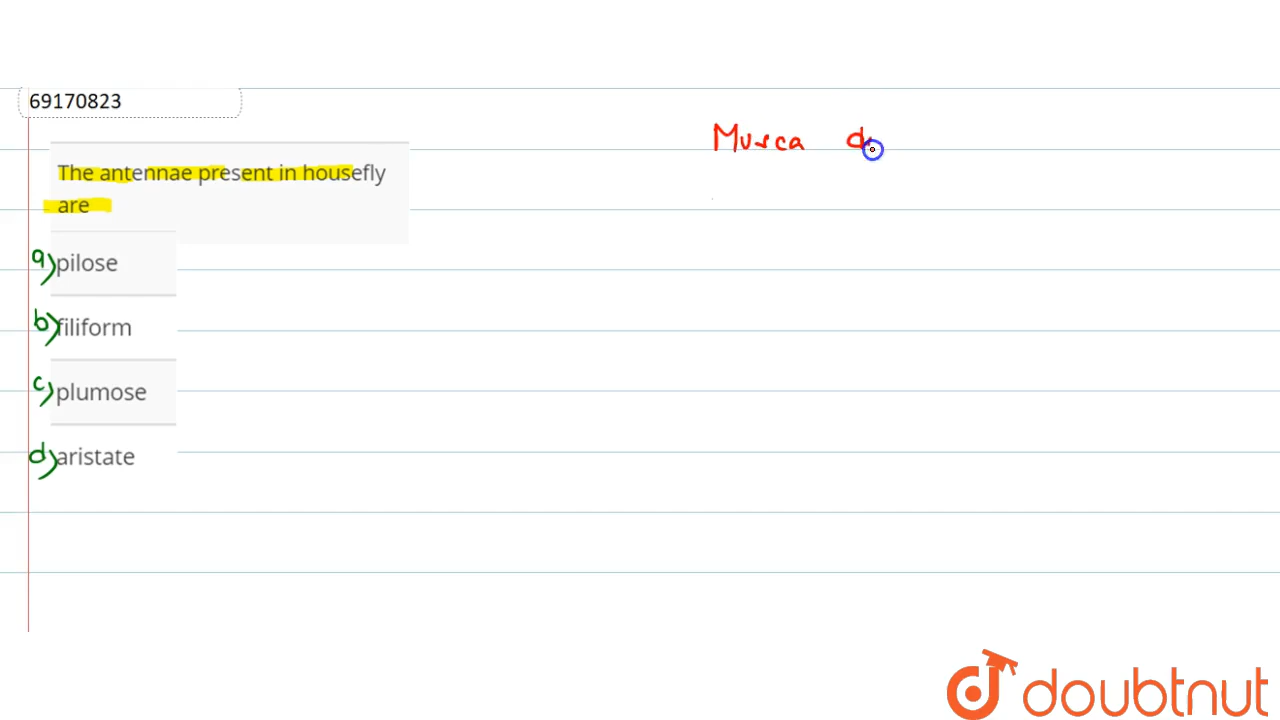 69170823
Musca d
The antennae present in housefly
are
a) pilose
b) filiform
c) plumose
d) aristate
doubtnut